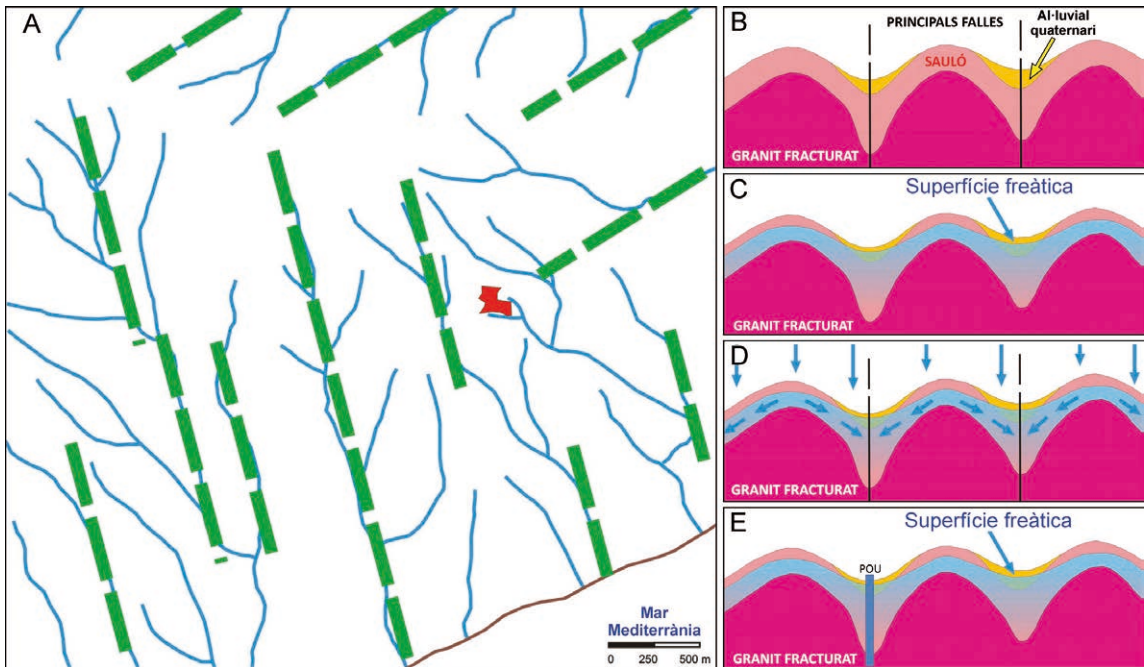 A
Mar
Mediterrània
0 250 500 m
B
PRINCIPALS FALLES
Al·luvial
quaternari
SAULÓ
GRANIT FRACTURAT
C
Superfície freàtica
GRANIT FRACTURAT
D
GRANIT FRACTURAT
E
Superfície freàtica
POU
GRANIT FRACTURAT